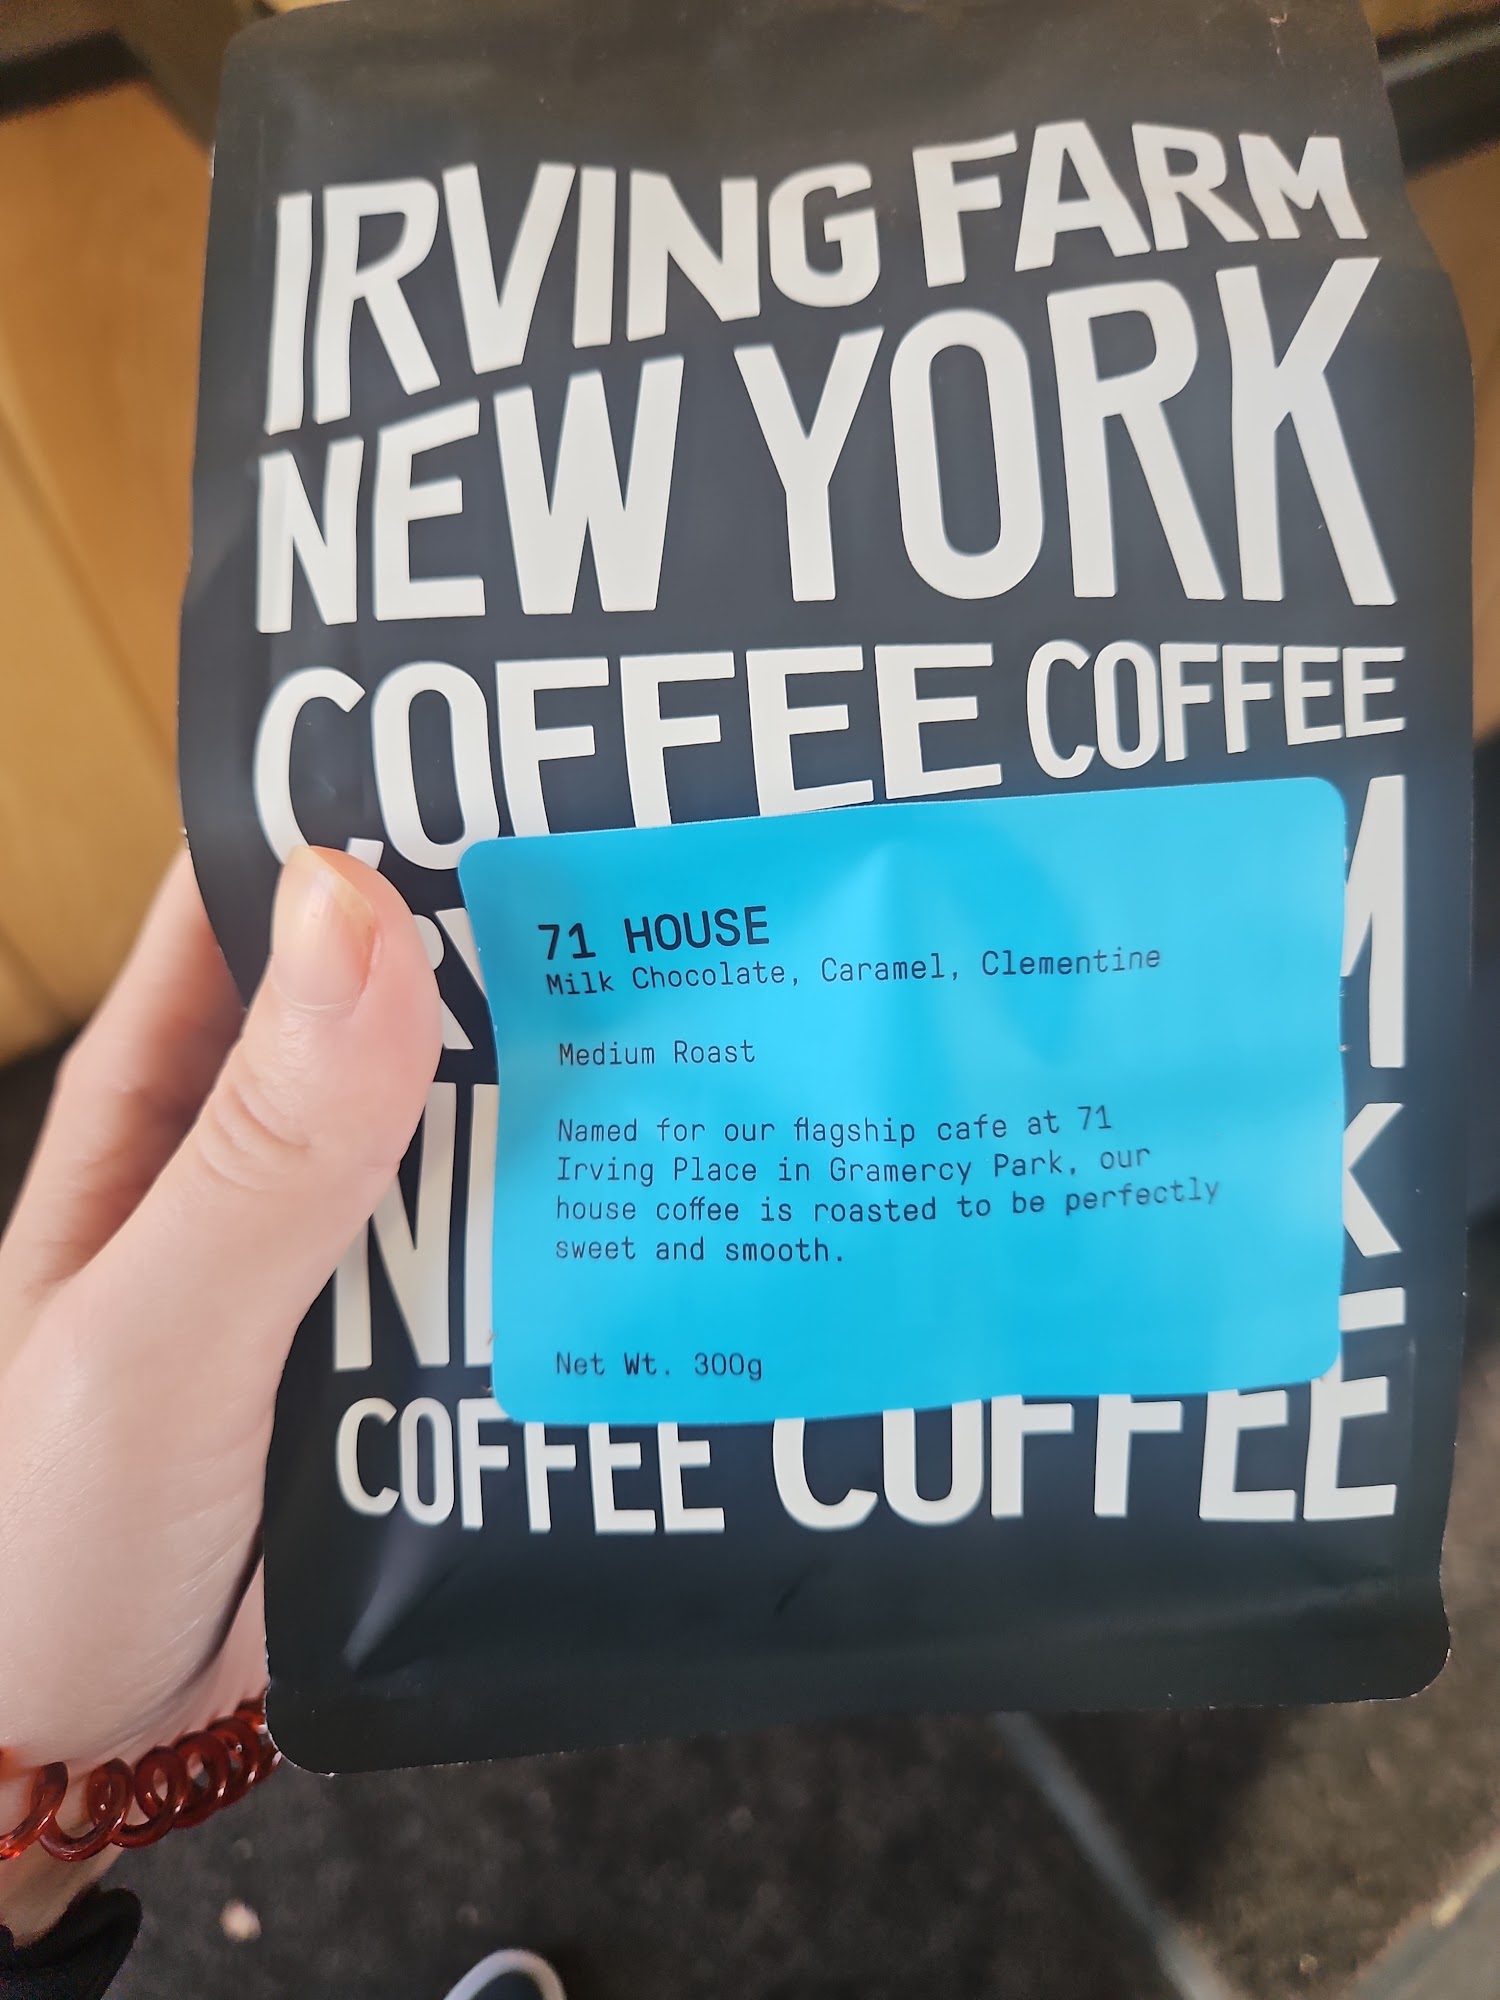 IRVING FARM
NEW YORK
COFFEE COFFEE
71 HOUSE
Milk Chocolate, Caramel, Clementine
Medium Roast
Named for our flagship cafe at 71
Irving Place in Gramercy Park, our
house coffee is roasted to be perfectly
sweet and smooth.
Net Wt. 300g
COFFEE COFFEE